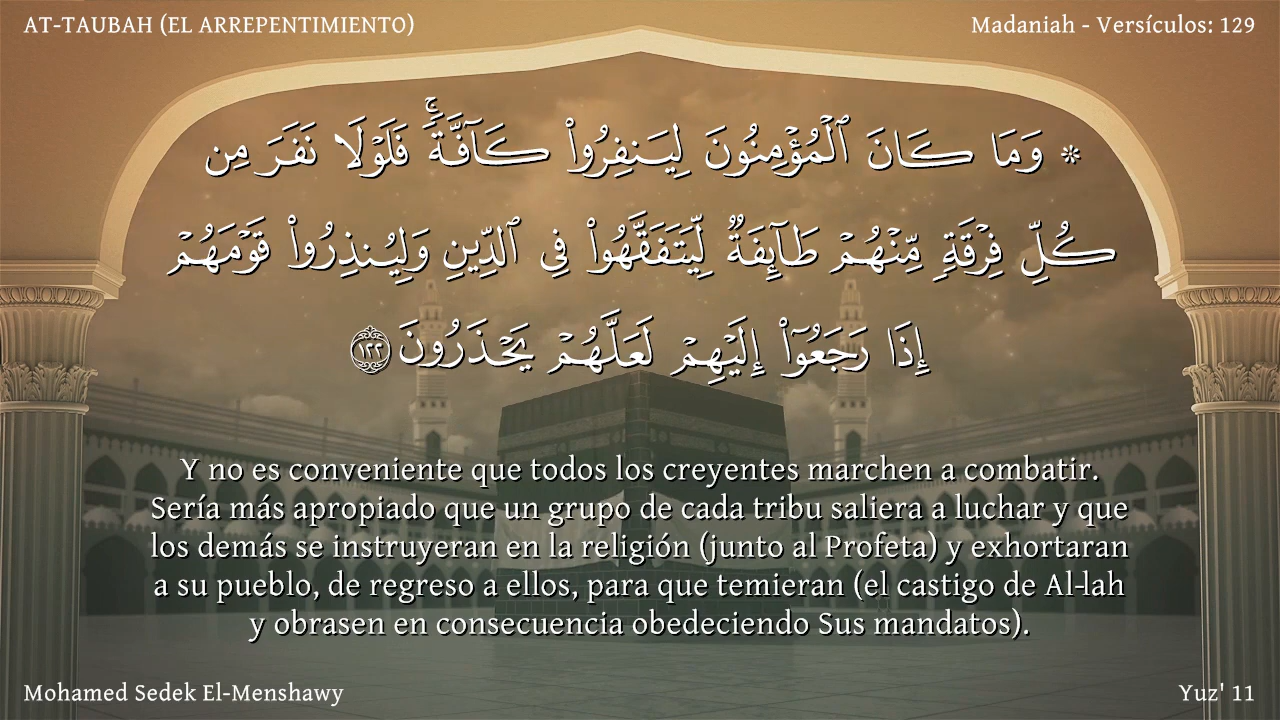 AT-TAUBAH (EL ARREPENTIMIENTO)
Madaniah - Versículos: 129
۞ وَمَا كَانَ ٱلْمُؤْمِنُونَ لِيَنفِرُوا۟ كَآفَّةًۚ فَلَوْلَا نَفَرَ مِن
كُلِّ فِرْقَةٍ مِّنْهُمْ طَآئِفَةٌ لِّيَتَفَقَّهُوا۟ فِى ٱلدِّينِ وَلِيُنذِرُوا۟ قَوْمَهُمْ
إِذَا رَجَعُوٓا۟ إِلَيْهِمْ لَعَلَّهُمْ يَحْذَرُونَ ١٢٢
Y no es conveniente que todos los creyentes marchen a combatir.
Sería más apropiado que un grupo de cada tribu saliera a luchar y que
los demás se instruyeran en la religión (junto al Profeta) y exhortaran
a su pueblo, de regreso a ellos, para que temieran (el castigo de Al-lah
y obrasen en consecuencia obedeciendo Sus mandatos).
Mohamed Sedek El-Menshawy
Yuz' 11